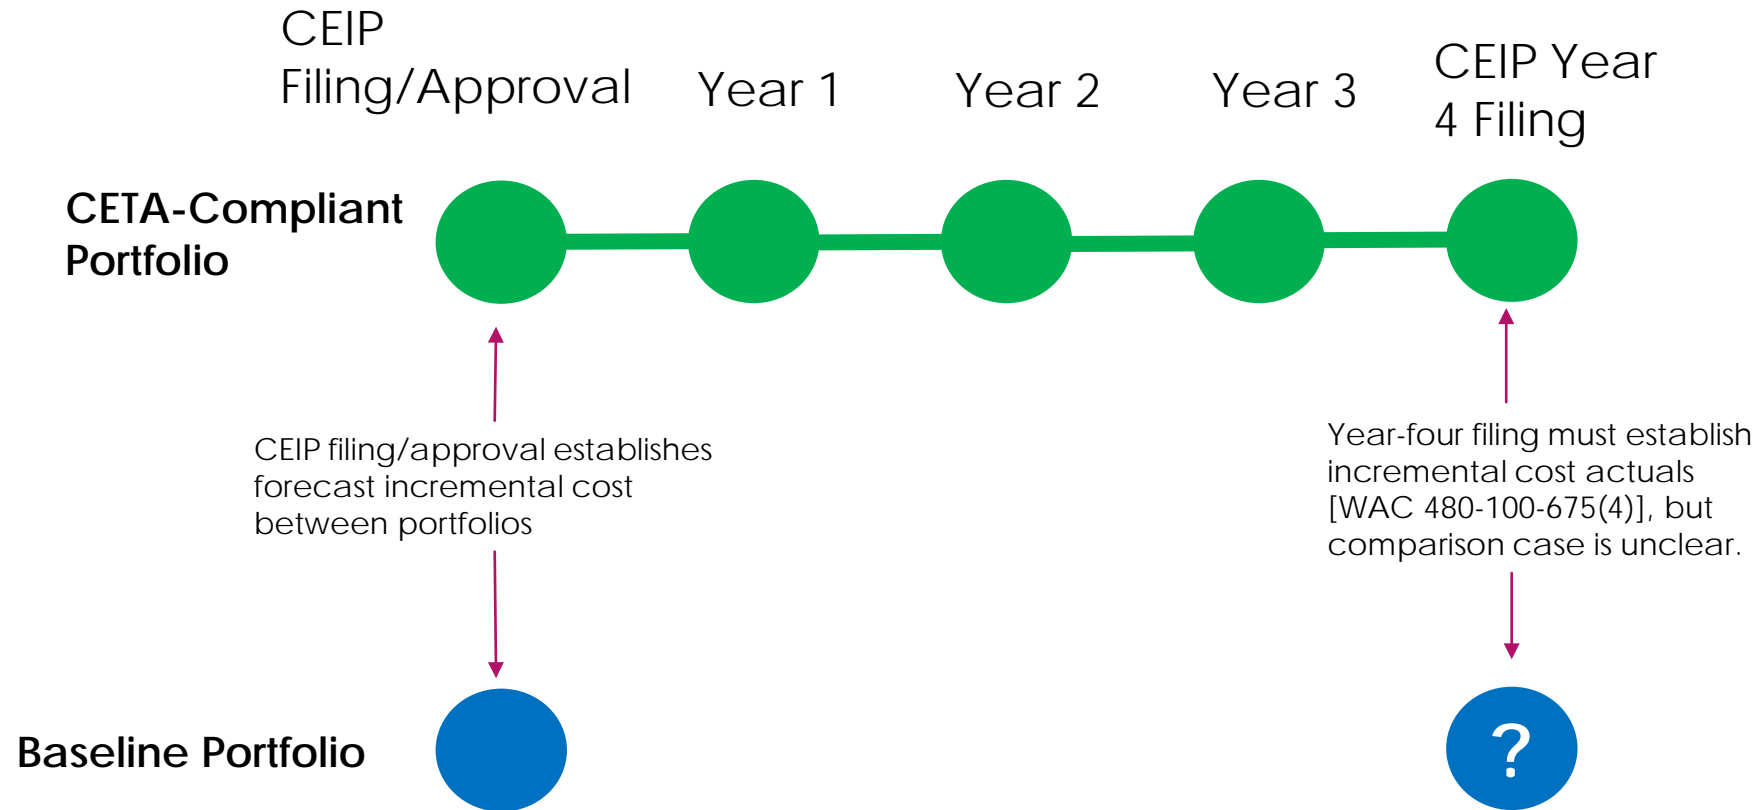 CEIP
Filing/Approval
Year 1
Year 2
Year 3
CEIP Year
4 Filing
CETA-Compliant
Portfolio
CEIP filing/approval establishes
forecast incremental cost
between portfolios
Year-four filing must establish
incremental cost actuals
[WAC 480-100-675(4)], but
comparison case is unclear.
Baseline Portfolio
?